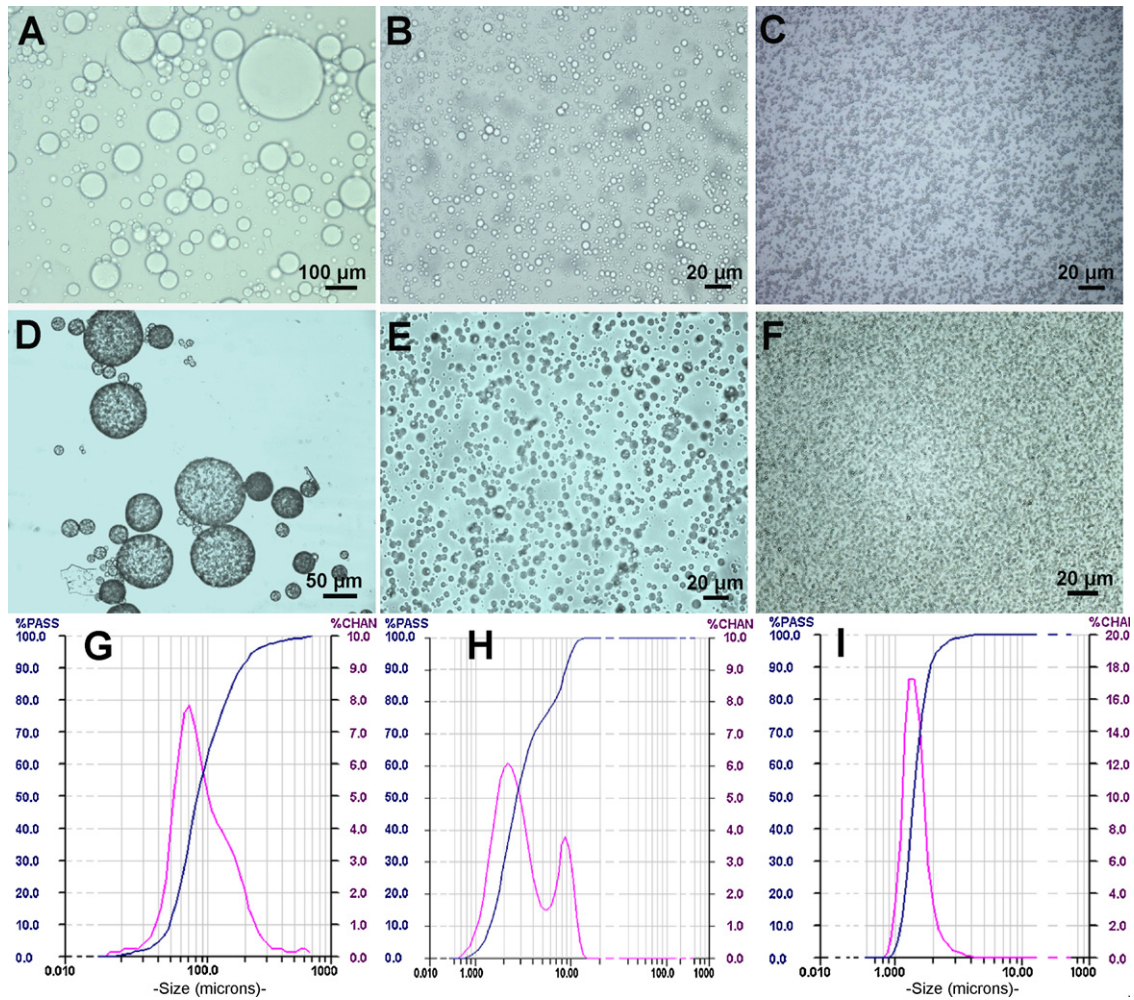 A
100 µm
B
20 µm
C
20 µm
D
50 µm
E
20 µm
F
20 µm
%PASS %CHAN
G
100.0 10.0
90.0 9.0
80.0 8.0
70.0 7.0
60.0 6.0
50.0 5.0
40.0 4.0
30.0 3.0
20.0 2.0
10.0 1.0
0.0 0.0
0.010 100.0 1000
-Size (microns)-
%PASS %CHAN
H
100.0 10.0
90.0 9.0
80.0 8.0
70.0 7.0
60.0 6.0
50.0 5.0
40.0 4.0
30.0 3.0
20.0 2.0
10.0 1.0
0.0 0.0
0.010 1.000 10.00 100 1000
-Size (microns)-
%PASS %CHAN
I
100.0 20.0
90.0 18.0
80.0 16.0
70.0 14.0
60.0 12.0
50.0 10.0
40.0 8.0
30.0 6.0
20.0 4.0
10.0 2.0
0.0 0.0
0.010 1.000 10.00 100 1000
-Size (microns)-